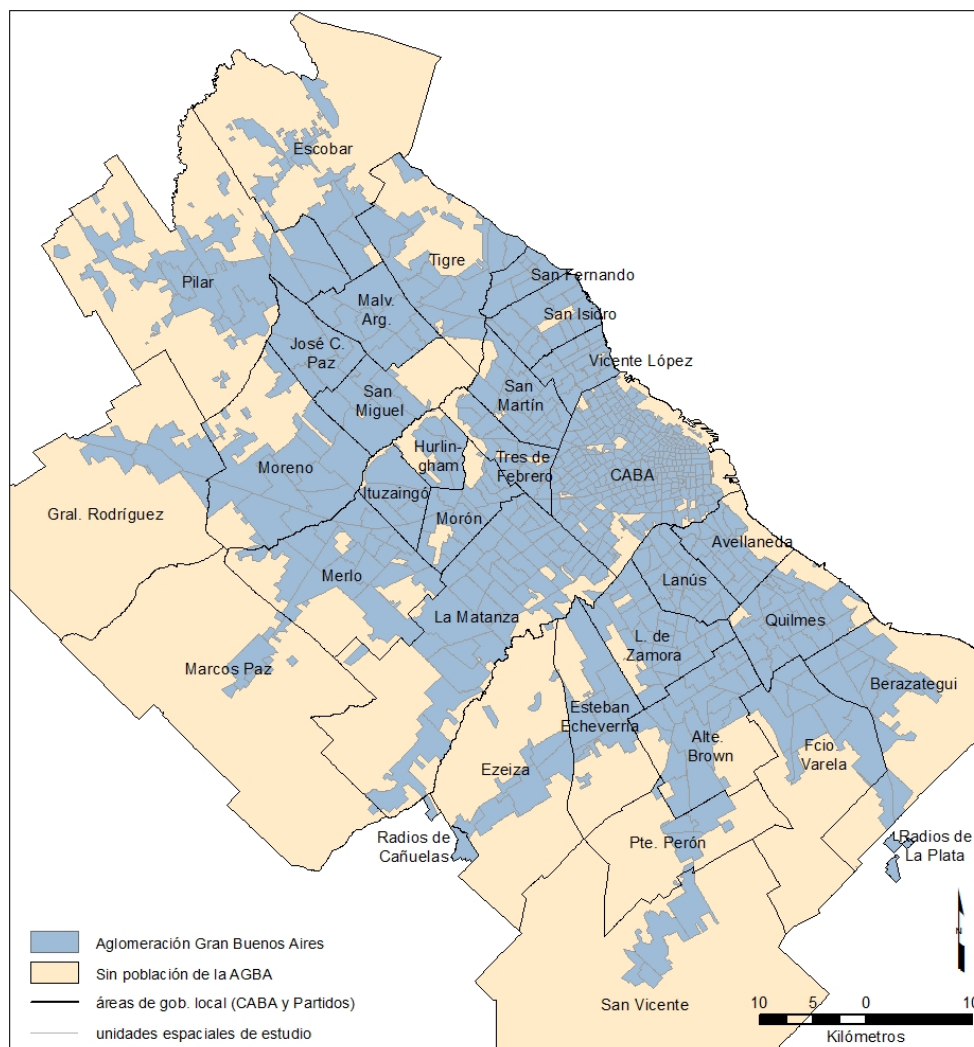 Escobar
Tigre
San Fernando
Pilar
San Isidro
Malv.
Arg.
José C.
Paz
Vicente López
San
Miguel
San
Martín
Hurlin-
gham
Tres de
Febrero
CABA
Moreno
Ituzaingó
Gral. Rodríguez
Morón
Avellaneda
Merlo
Lanús
La Matanza
Quilmes
L. de
Zamora
Marcos Paz
Berazategui
Esteban
Echeverría
Alte.
Brown
Fcio.
Varela
Ezeiza
Radios de
Cañuelas
Pte. Perón
Radios de
La Plata
San Vicente
Aglomeración Gran Buenos Aires
Sin población de la AGBA
áreas de gob. local (CABA y Partidos)
unidades espaciales de estudio
N
10 5 0 10
Kilómetros